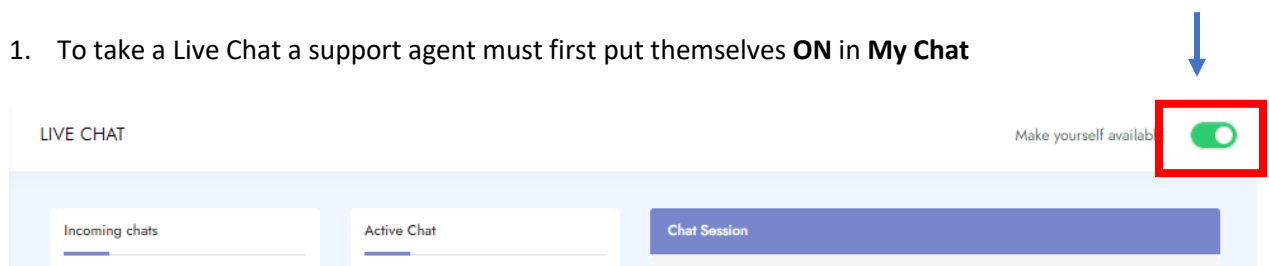 1. To take a Live Chat a support agent must first put themselves ON in My Chat
LIVE CHAT
Make yourself availabl
Incoming chats
Active Chat
Chat Session